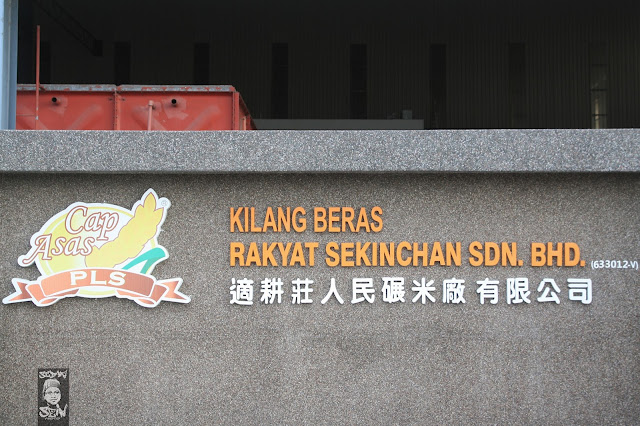 Cap
Asas
PLS
KILANG BERAS
RAKYAT SEKINCHAN SDN. BHD. (633012-V)
適耕莊人民碾米廠有限公司